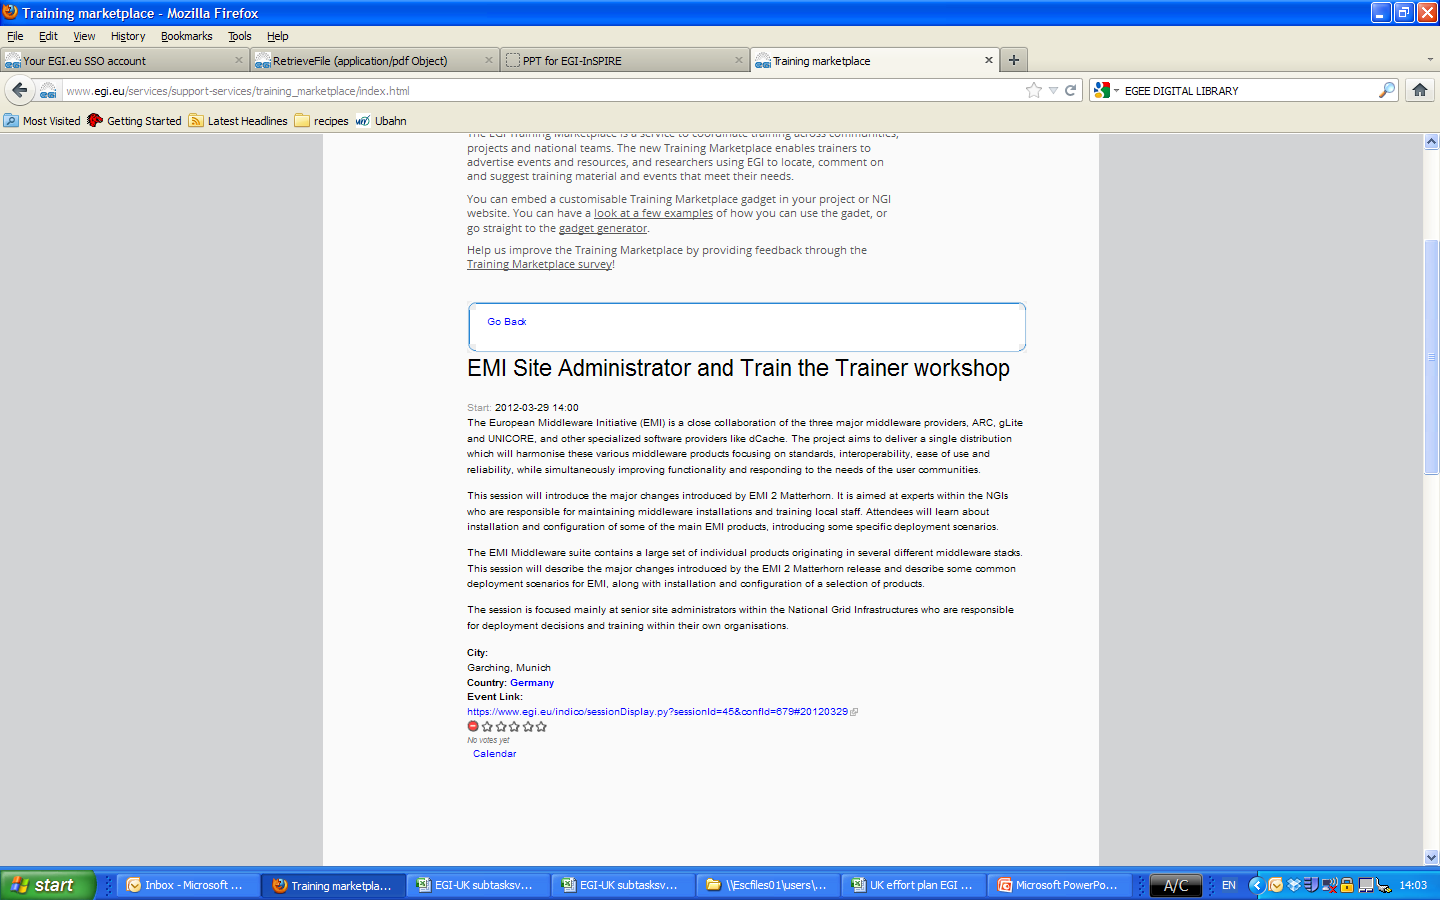 Training marketplace - Mozilla Firefox
File Edit View History Bookmarks Tools Help
Your EGI.eu SSO account
RetrieveFile (application/pdf Object)
PPT for EGI-InSPIRE
Training marketplace
www.egi.eu/services/support-services/training_marketplace/index.html
EGEE DIGITAL LIBRARY
Most Visited Getting Started Latest Headlines recipes Ubahn
The EGI Training Marketplace is a service to coordinate training across communities,
projects and national teams. The new Training Marketplace enables trainers to
advertise events and resources, and researchers using EGI to locate, comment on
and suggest training material and events that meet their needs.
You can embed a customisable Training Marketplace gadget in your project or NGI
website. You can have a look at a few examples of how you can use the gadet, or
go straight to the gadget generator.
Help us improve the Training Marketplace by providing feedback through the
Training Marketplace survey!
Go Back
EMI Site Administrator and Train the Trainer workshop
Start: 2012-03-29 14:00
The European Middleware Initiative (EMI) is a close collaboration of the three major middleware providers, ARC, gLite
and UNICORE, and other specialized software providers like dCache. The project aims to deliver a single distribution
which will harmonise these various middleware products focusing on standards, interoperability, ease of use and
reliability, while simultaneously improving functionality and responding to the needs of the user communities.
This session will introduce the major changes introduced by EMI 2 Matterhorn. It is aimed at experts within the NGIs
who are responsible for maintaining middleware installations and training local staff. Attendees will learn about
installation and configuration of some of the main EMI products, introducing some specific deployment scenarios.
The EMI Middleware suite contains a large set of individual products originating in several different middleware stacks.
This session will describe the major changes introduced by the EMI 2 Matterhorn release and describe some common
deployment scenarios for EMI, along with installation and configuration of a selection of products.
The session is focused mainly at senior site administrators within the National Grid Infrastructures who are responsible
for deployment decisions and training within their own organisations.
City:
Garching, Munich
Country: Germany
Event Link:
https://www.egi.eu/indico/sessionDisplay.py?sessionId=45&confId=679#20120329
No votes yet
Calendar
start
Inbox - Microsoft ...
Training marketpla...
EGI-UK subtasksv...
EGI-UK subtasksv...
\\Escfiles01\users\...
UK effort plan EGI ...
Microsoft PowerPo...
A/C
EN
14:03